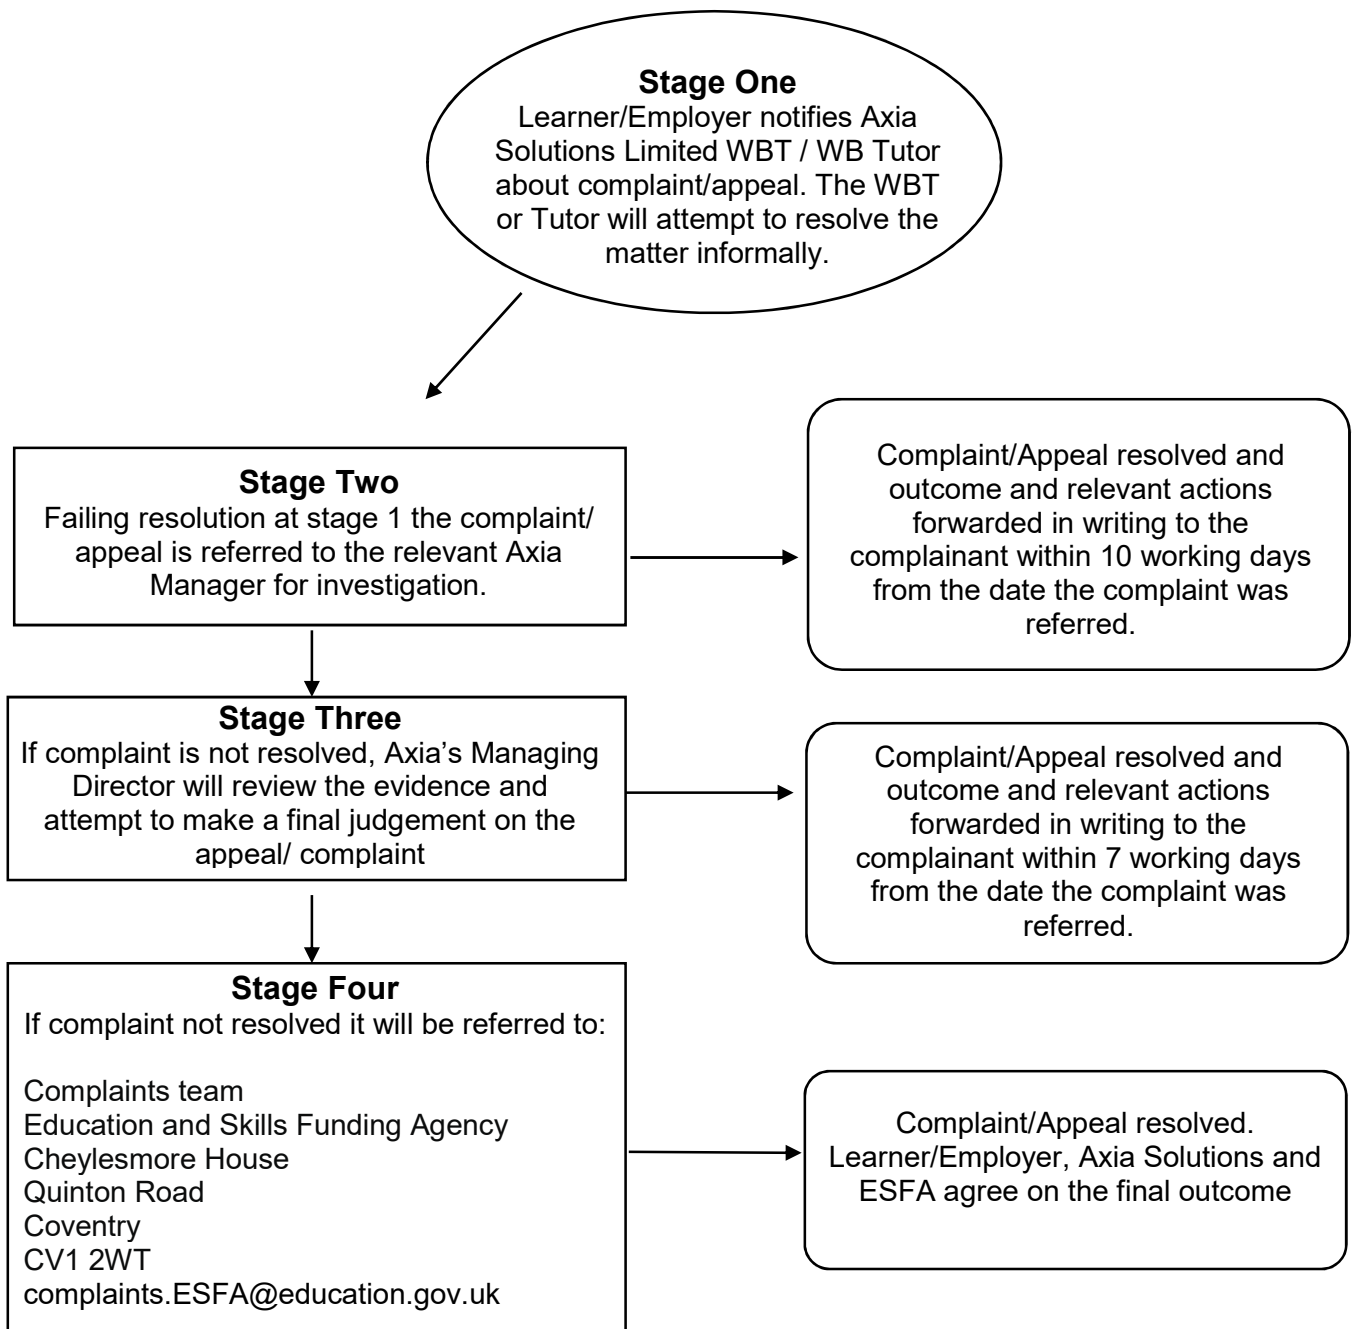 Stage One
Learner/Employer notifies Axia
Solutions Limited WBT / WB Tutor
about complaint/appeal. The WBT
or Tutor will attempt to resolve the
matter informally.
Stage Two
Failing resolution at stage 1 the complaint/
appeal is referred to the relevant Axia
Manager for investigation.
Complaint/Appeal resolved and
outcome and relevant actions
forwarded in writing to the
complainant within 10 working days
from the date the complaint was
referred.
Stage Three
If complaint is not resolved, Axia’s Managing
Director will review the evidence and
attempt to make a final judgement on the
appeal/ complaint
Complaint/Appeal resolved and
outcome and relevant actions
forwarded in writing to the
complainant within 7 working days
from the date the complaint was
referred.
Stage Four
If complaint not resolved it will be referred to:
Complaints team
Education and Skills Funding Agency
Cheylesmore House
Quinton Road
Coventry
CV1 2WT
complaints.ESFA@education.gov.uk
Complaint/Appeal resolved.
Learner/Employer, Axia Solutions and
ESFA agree on the final outcome